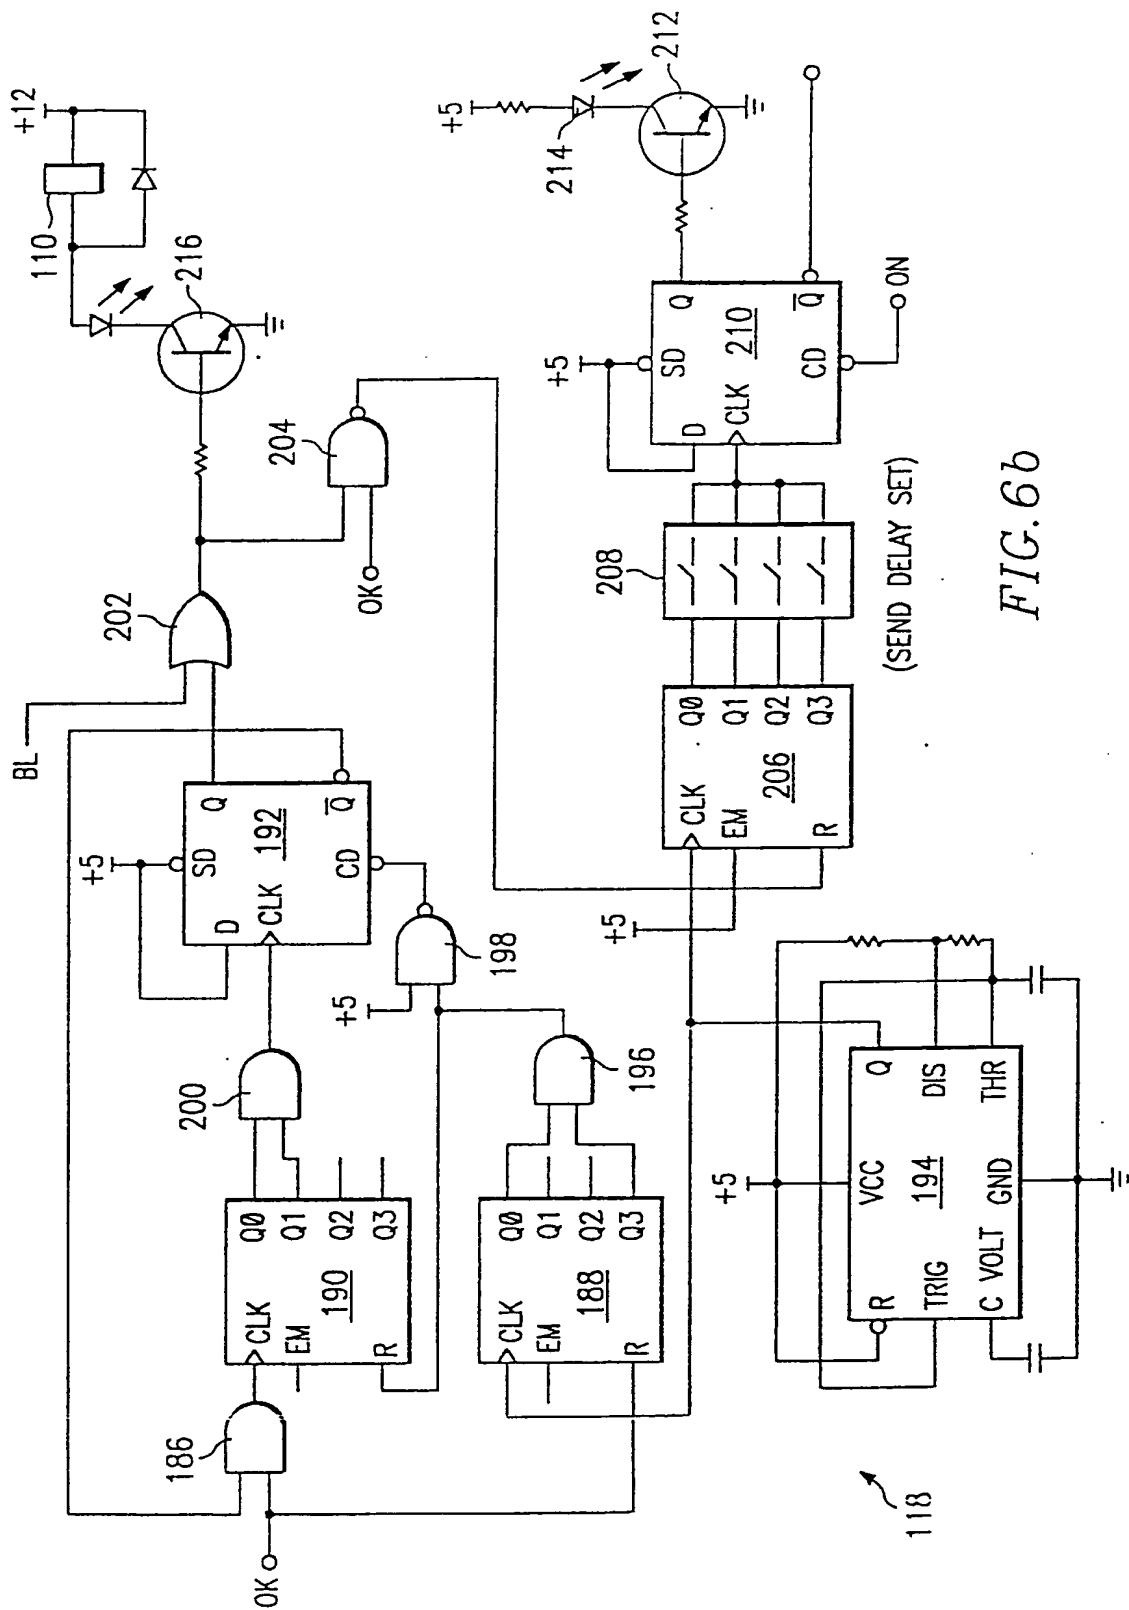 +12
110
216
202
BL
204
OK
+5
SD
Q
D
192
CLK
CD
Q
198
+5
200
196
CLK
Q0
EM
Q1
190
Q2
R
Q3
CLK
Q0
EM
Q1
188
Q2
R
Q3
186
OK
+5
214
212
+5
SD
Q
D
CLK
210
CD
Q
ON
208
(SEND DELAY SET)
CLK
Q0
EM
Q1
206
Q2
R
Q3
+5
+5
R
VCC
Q
TRIG
194
DIS
C VOLT
GND
THR
118
FIG.6b